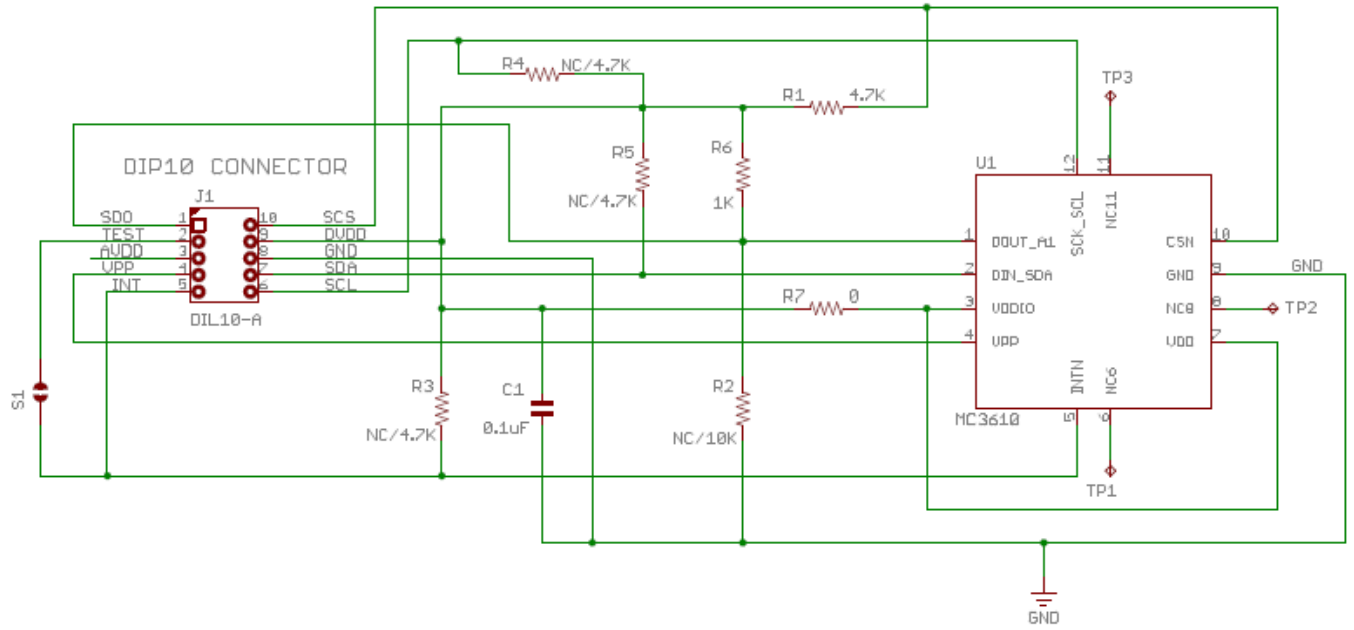 R4 NC/4.7K
R1 4.7K
TP3
DIP10 CONNECTOR
J1
R5
NC/4.7K
R6
1K
U1
12
11
SCK_SCL
NC11
SDO 1 10 SCS
TEST 2 9 DVDD
AVDD 3 8 GND
VPP 4 7 SDA
INT 5 6 SCL
DIL10-A
1 DOUT_A1
2 DIN_SDA
3 VDDIO
4 VPP
CSN 10
GND 9 GND
NC8 8 TP2
VDD 7
R7 0
S1
R3
NC/4.7K
C1
0.1uF
R2
NC/10K
INTN
NC6
5
6
MC3610
TP1
GND